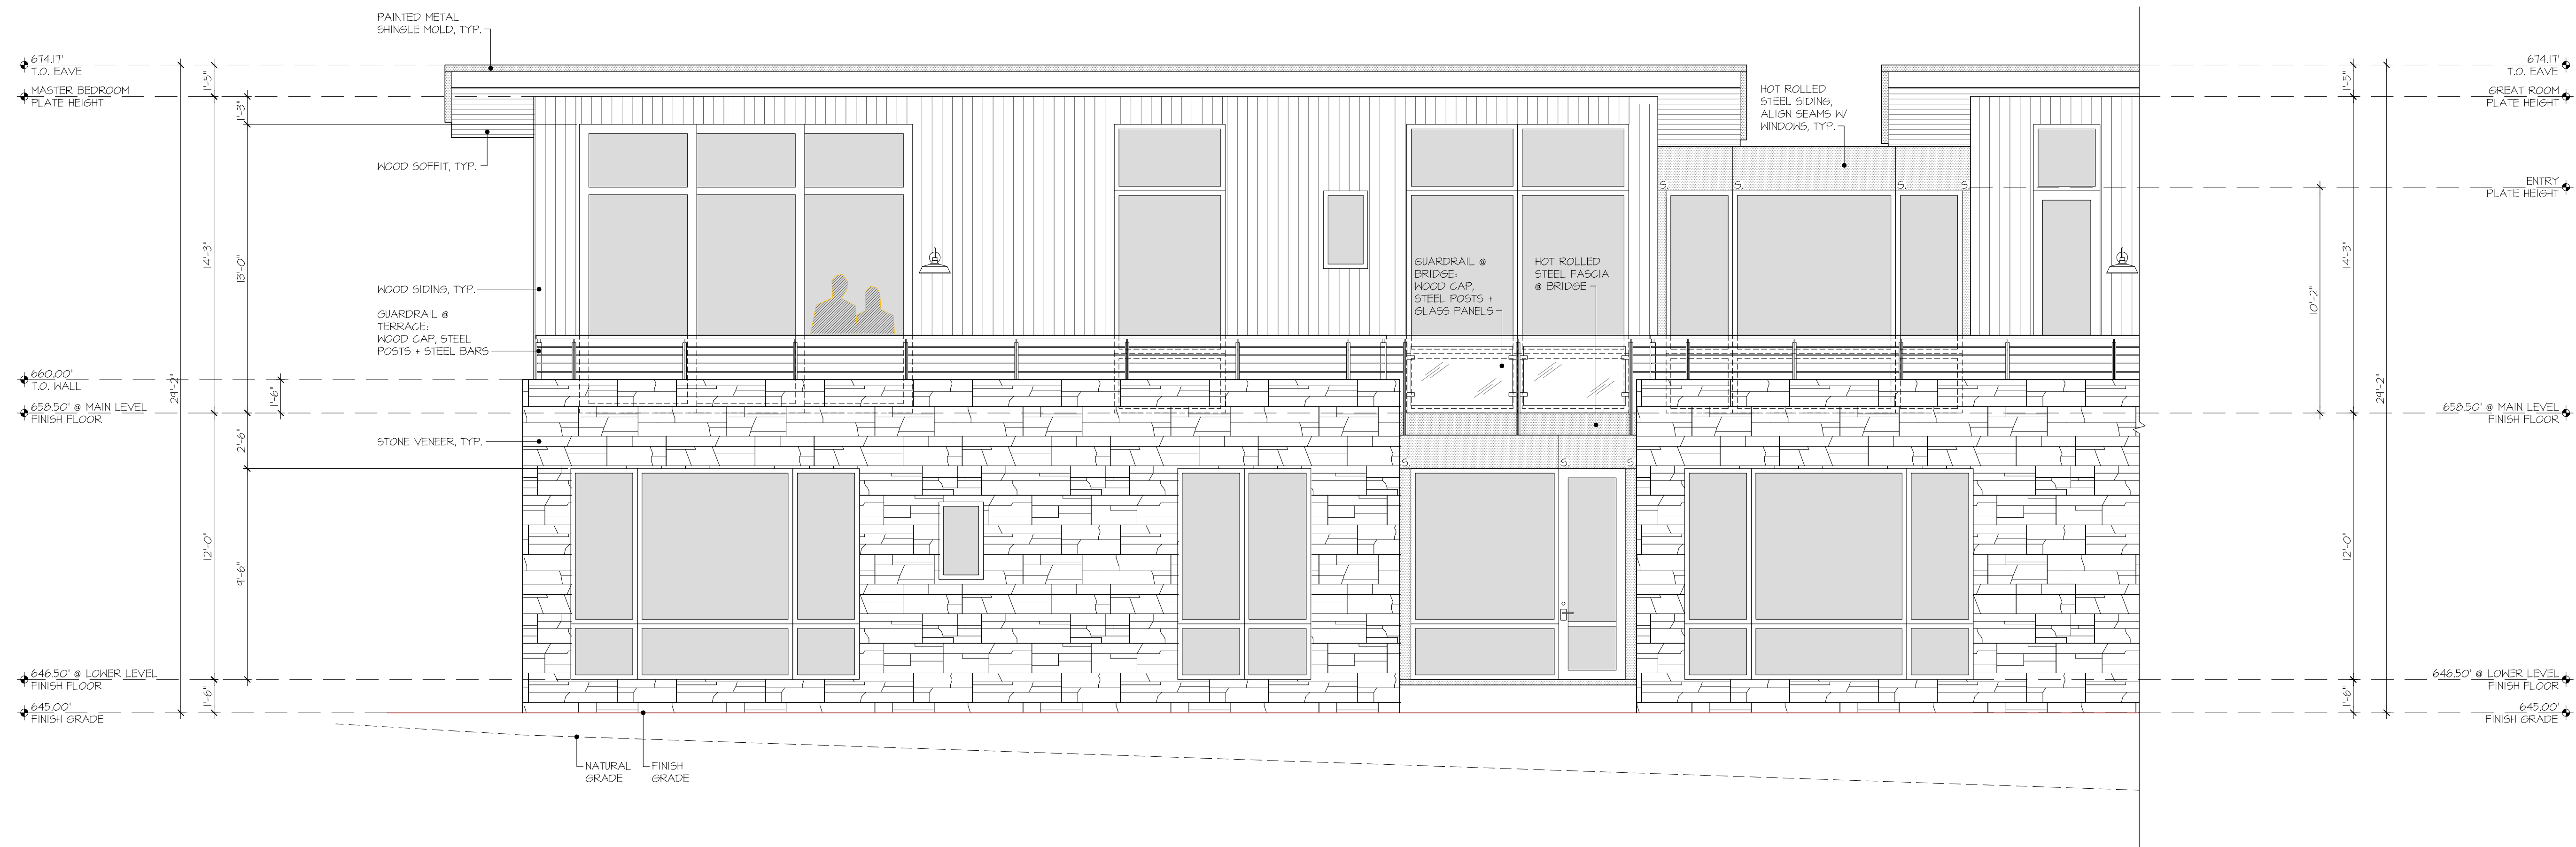 PAINTED METAL
SHINGLE MOLD, TYP.
674.17'
T.O. EAVE
MASTER BEDROOM
PLATE HEIGHT
1'-5"
1'-3"
WOOD SOFFIT, TYP.
14'-3"
13'-0"
WOOD SIDING, TYP.
GUARDRAIL @
TERRACE:
WOOD CAP, STEEL
POSTS + STEEL BARS
660.00'
T.O. WALL
29'-2"
1'-6"
658.50' @ MAIN LEVEL
FINISH FLOOR
2'-6"
STONE VENEER, TYP.
12'-0"
9'-6"
646.50' @ LOWER LEVEL
FINISH FLOOR
1'-6"
645.00'
FINISH GRADE
NATURAL
GRADE
FINISH
GRADE
GUARDRAIL @
BRIDGE:
WOOD CAP,
STEEL POSTS +
GLASS PANELS
HOT ROLLED
STEEL FASCIA
@ BRIDGE
HOT ROLLED
STEEL SIDING,
ALIGN SEAMS W/
WINDOWS, TYP.
S.
S.
S.
S.
S.
S.
S.
674.17'
T.O. EAVE
GREAT ROOM
PLATE HEIGHT
1'-5"
ENTRY
PLATE HEIGHT
14'-3"
10'-2"
29'-2"
658.50' @ MAIN LEVEL
FINISH FLOOR
12'-0"
646.50' @ LOWER LEVEL
FINISH FLOOR
1'-6"
645.00'
FINISH GRADE